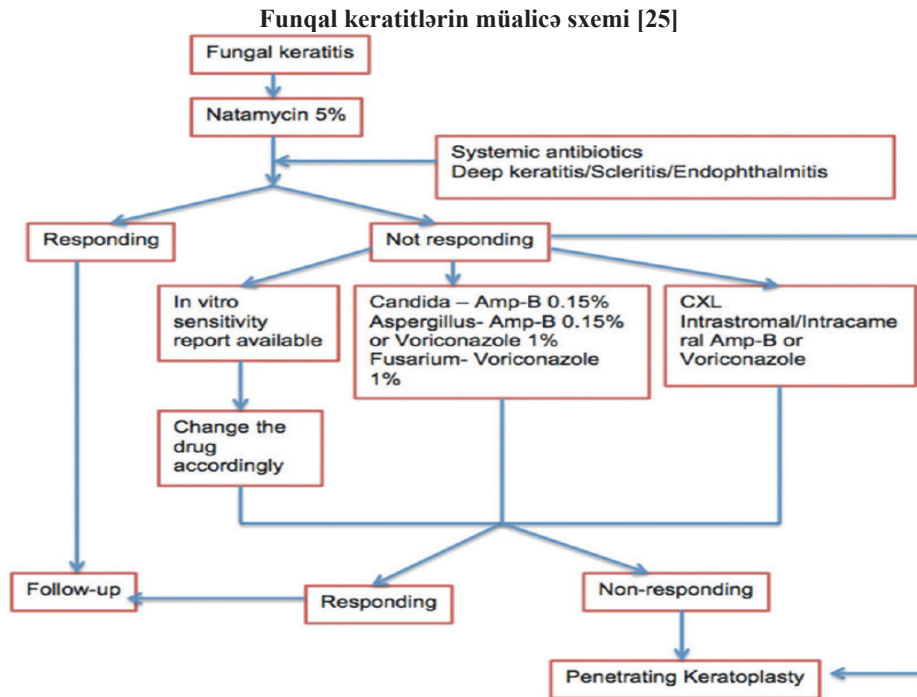 Funqal keratitlərin müalicə sxemi [25]
Fungal keratitis
Natamycin 5%
Systemic antibiotics
Deep keratitis/Scleritis/Endophthalmitis
Responding
Not responding
In vitro
sensitivity
report available
Candida – Amp-B 0.15%
Aspergillus- Amp-B 0.15%
or Voriconazole 1%
Fusarium- Voriconazole
1%
CXL
Intrastromal/Intracame
ral Amp-B or
Voriconazole
Change the
drug
accordingly
Follow-up
Responding
Non-responding
Penetrating Keratoplasty